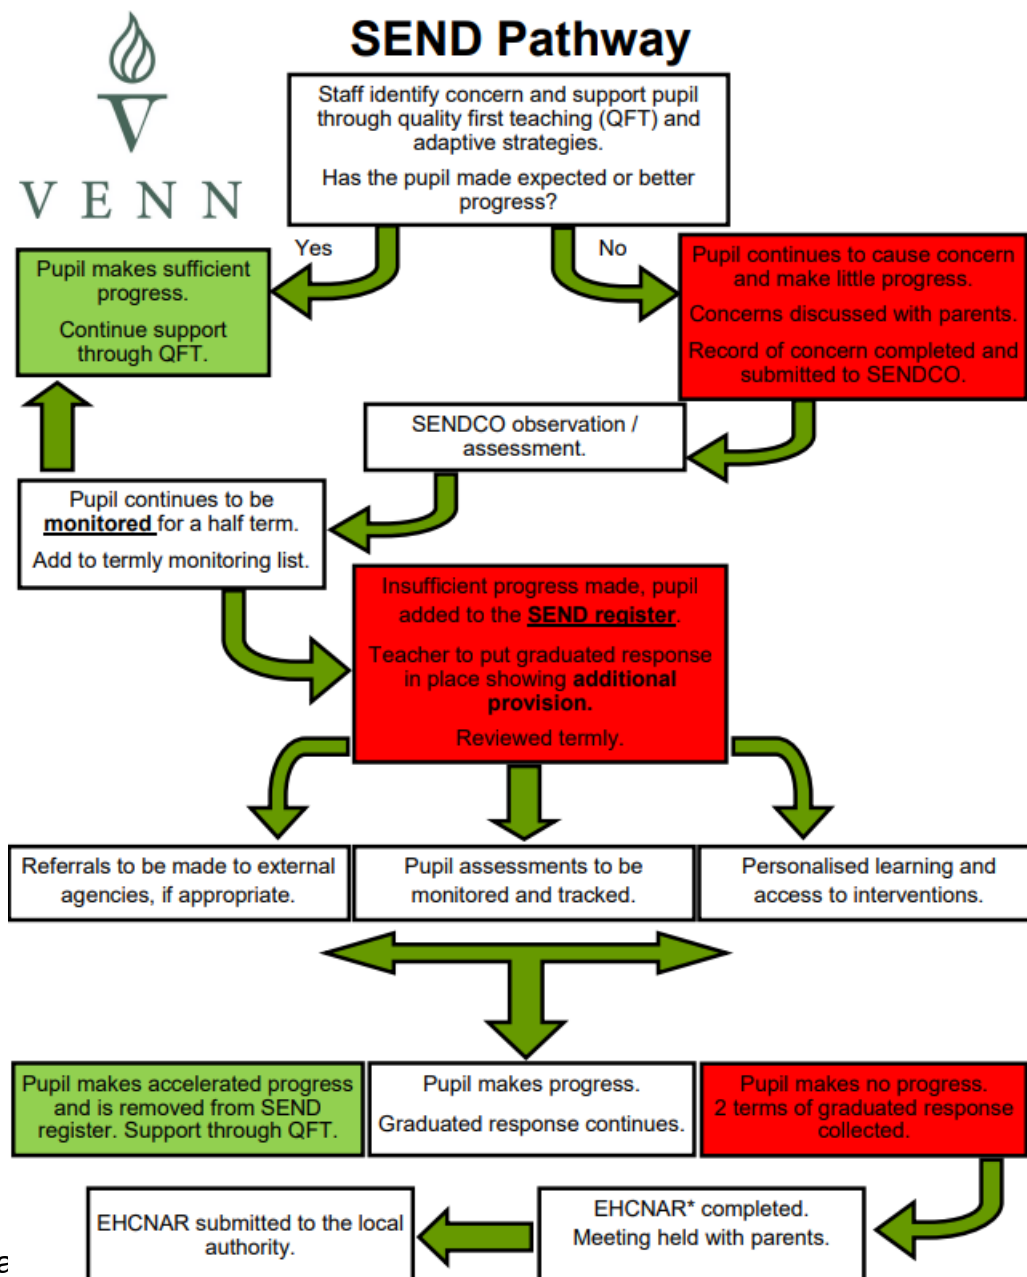 SEND Pathway
VENN
Staff identify concern and support pupil
through quality first teaching (QFT) and
adaptive strategies.
Has the pupil made expected or better
progress?
Yes
No
Pupil makes sufficient
progress.
Continue support
through QFT.
Pupil continues to cause concern
and make little progress.
Concerns discussed with parents.
Record of concern completed and
submitted to SENDCO.
SENDCO observation /
assessment.
Pupil continues to be
monitored for a half term.
Add to termly monitoring list.
Insufficient progress made, pupil
added to the SEND register.
Teacher to put graduated response
in place showing additional
provision.
Reviewed termly.
Referrals to be made to external
agencies, if appropriate.
Pupil assessments to be
monitored and tracked.
Personalised learning and
access to interventions.
Pupil makes accelerated progress
and is removed from SEND
register. Support through QFT.
Pupil makes progress.
Graduated response continues.
Pupil makes no progress.
2 terms of graduated response
collected.
EHCNAR* completed.
Meeting held with parents.
EHCNAR submitted to the local
authority.